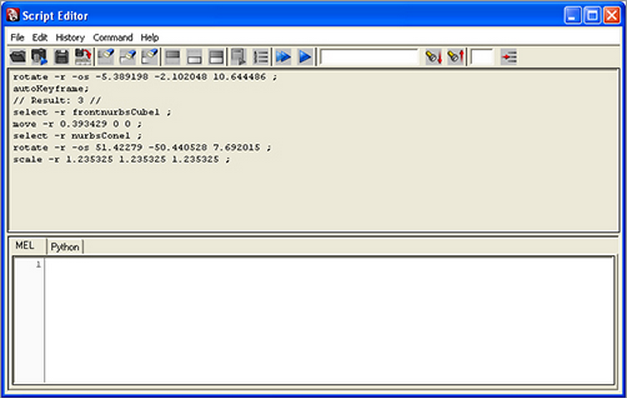 Script Editor
File Edit History Command Help
rotate -r -os -5.389198 -2.102048 10.644486 ;
autoKeyframe;
// Result: 3 //
select -r frontnurbsCube1 ;
move -r 0.393429 0 0 ;
select -r nurbsCone1 ;
rotate -r -os 51.42279 -50.440528 7.692015 ;
scale -r 1.235325 1.235325 1.235325 ;
MEL Python
1